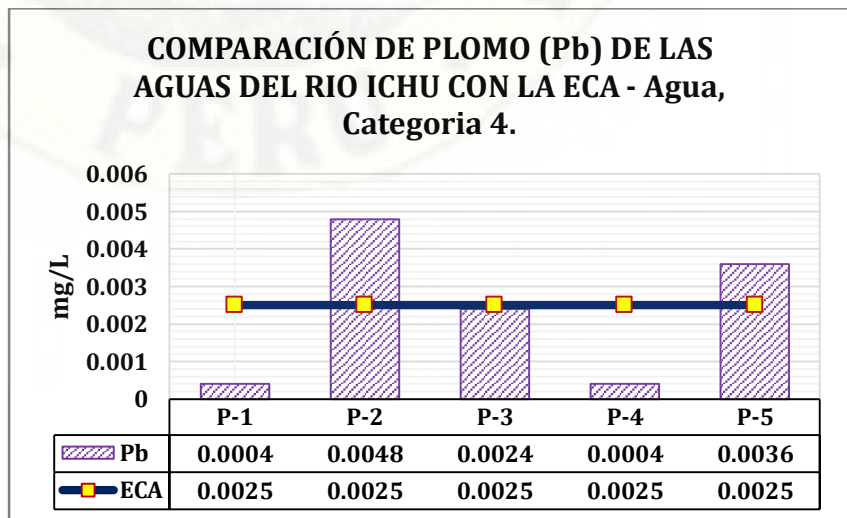 COMPARACIÓN DE PLOMO (Pb) DE LAS
AGUAS DEL RIO ICHU CON LA ECA - Agua,
Categoria 4.
0.006
0.005
0.004
0.003
0.002
0.001
0
mg/L
P-1 P-2 P-3 P-4 P-5
Pb 0.0004 0.0048 0.0024 0.0004 0.0036
ECA 0.0025 0.0025 0.0025 0.0025 0.0025
PERU